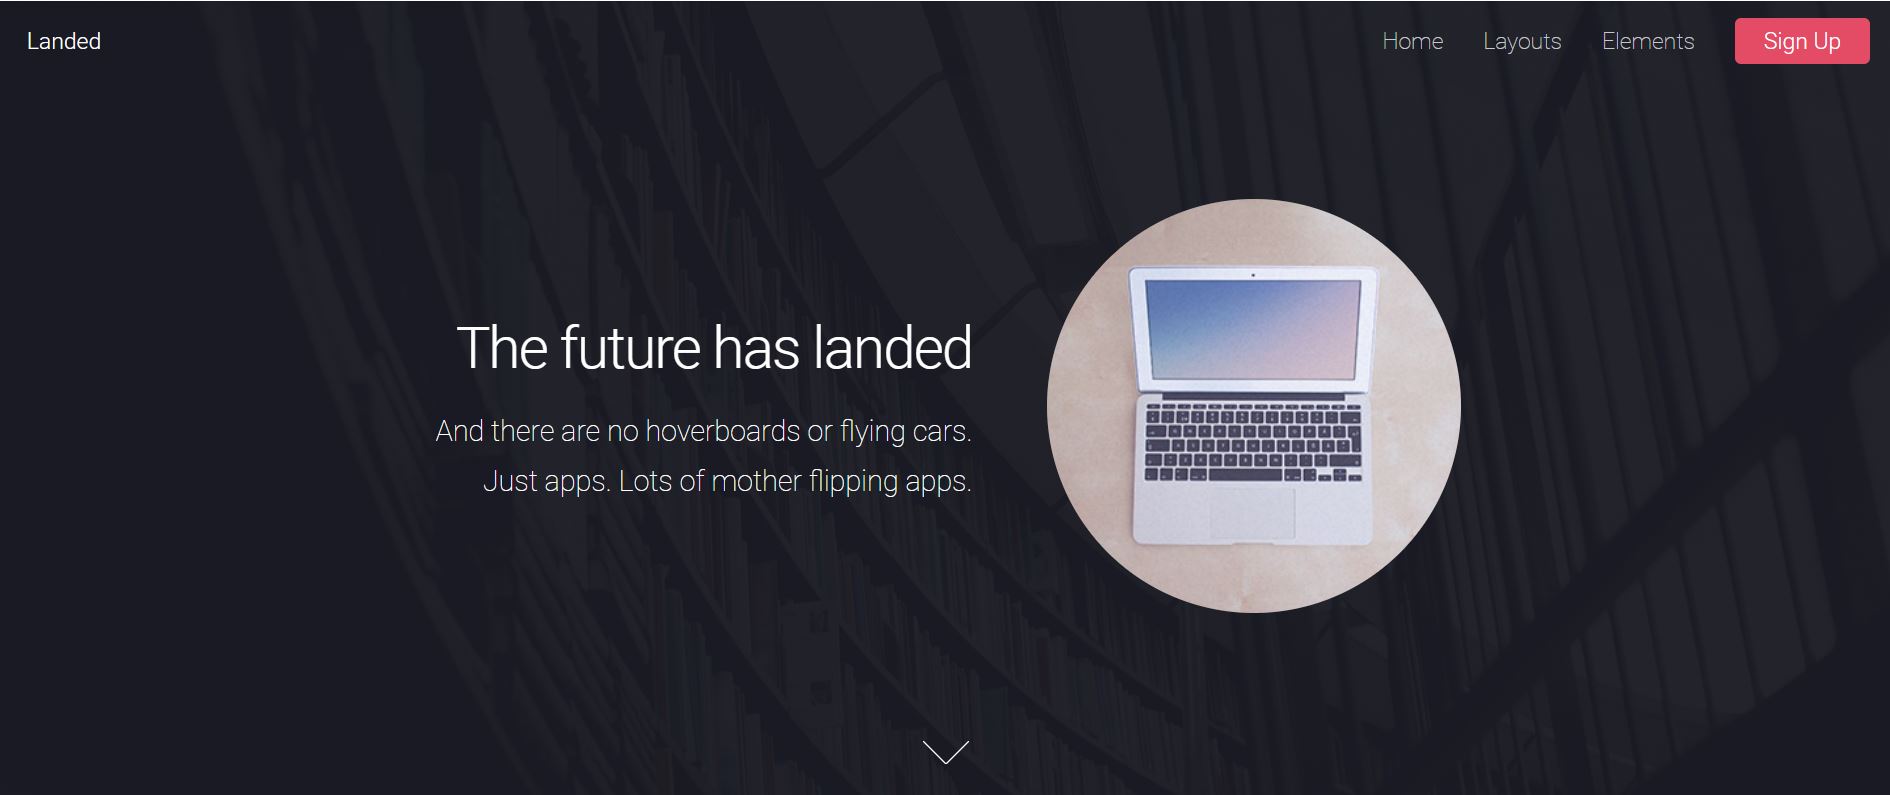 Landed
Home Layouts Elements Sign Up
The future has landed
And there are no hoverboards or flying cars.
Just apps. Lots of mother flipping apps.